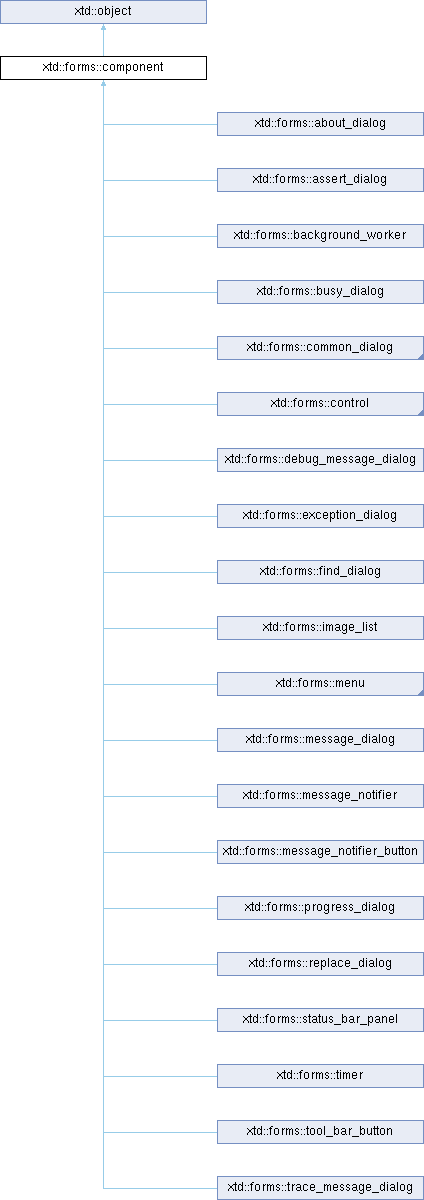 xtd::object
xtd::forms::component
xtd::forms::about_dialog
xtd::forms::assert_dialog
xtd::forms::background_worker
xtd::forms::busy_dialog
xtd::forms::common_dialog
xtd::forms::control
xtd::forms::debug_message_dialog
xtd::forms::exception_dialog
xtd::forms::find_dialog
xtd::forms::image_list
xtd::forms::menu
xtd::forms::message_dialog
xtd::forms::message_notifier
xtd::forms::message_notifier_button
xtd::forms::progress_dialog
xtd::forms::replace_dialog
xtd::forms::status_bar_panel
xtd::forms::timer
xtd::forms::tool_bar_button
xtd::forms::trace_message_dialog